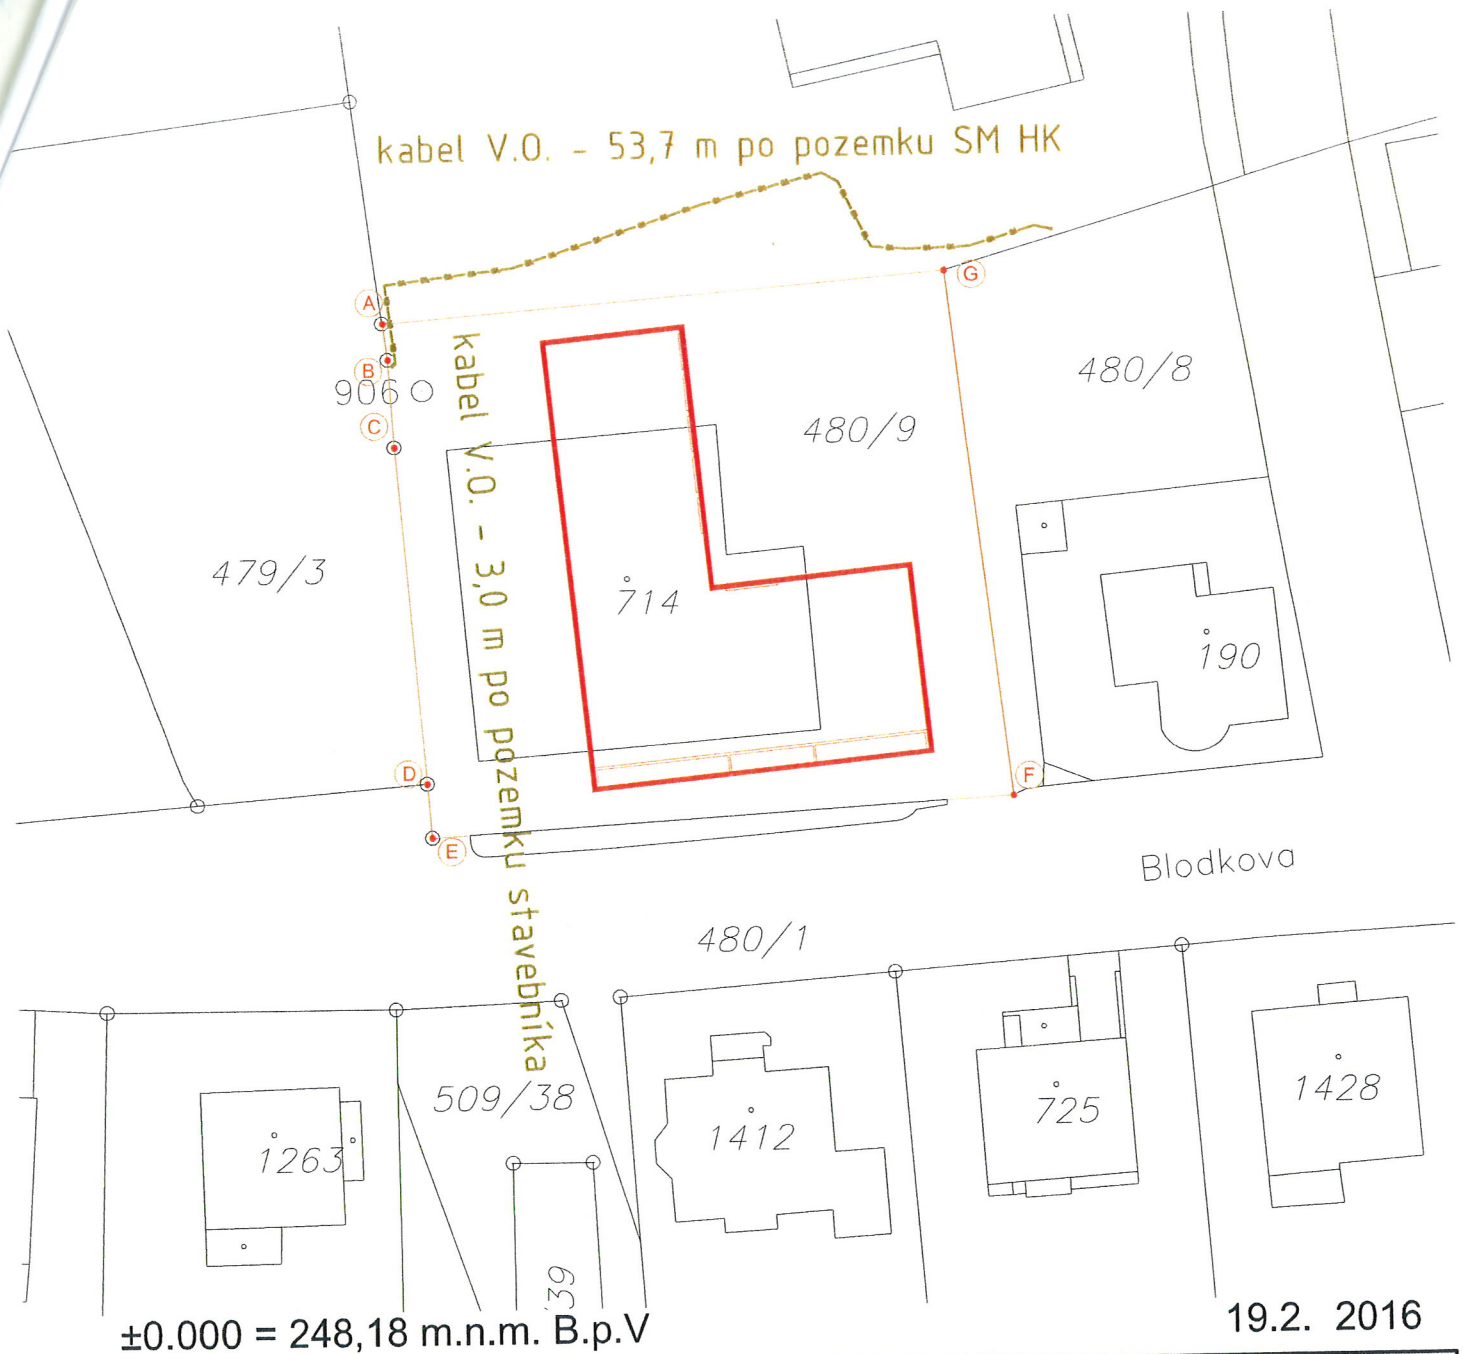 kabel V.O. - 53,7 m po pozemku SM HK
A
G
B
906
C
kabel V.O. - 3,0 m po pozemku stavebníka
480/8
480/9
479/3
714
190
D
F
E
Blodkova
480/1
509/38
1263
1412
725
1428
39
±0.000 = 248,18 m.n.m. B.p.V
19.2. 2016